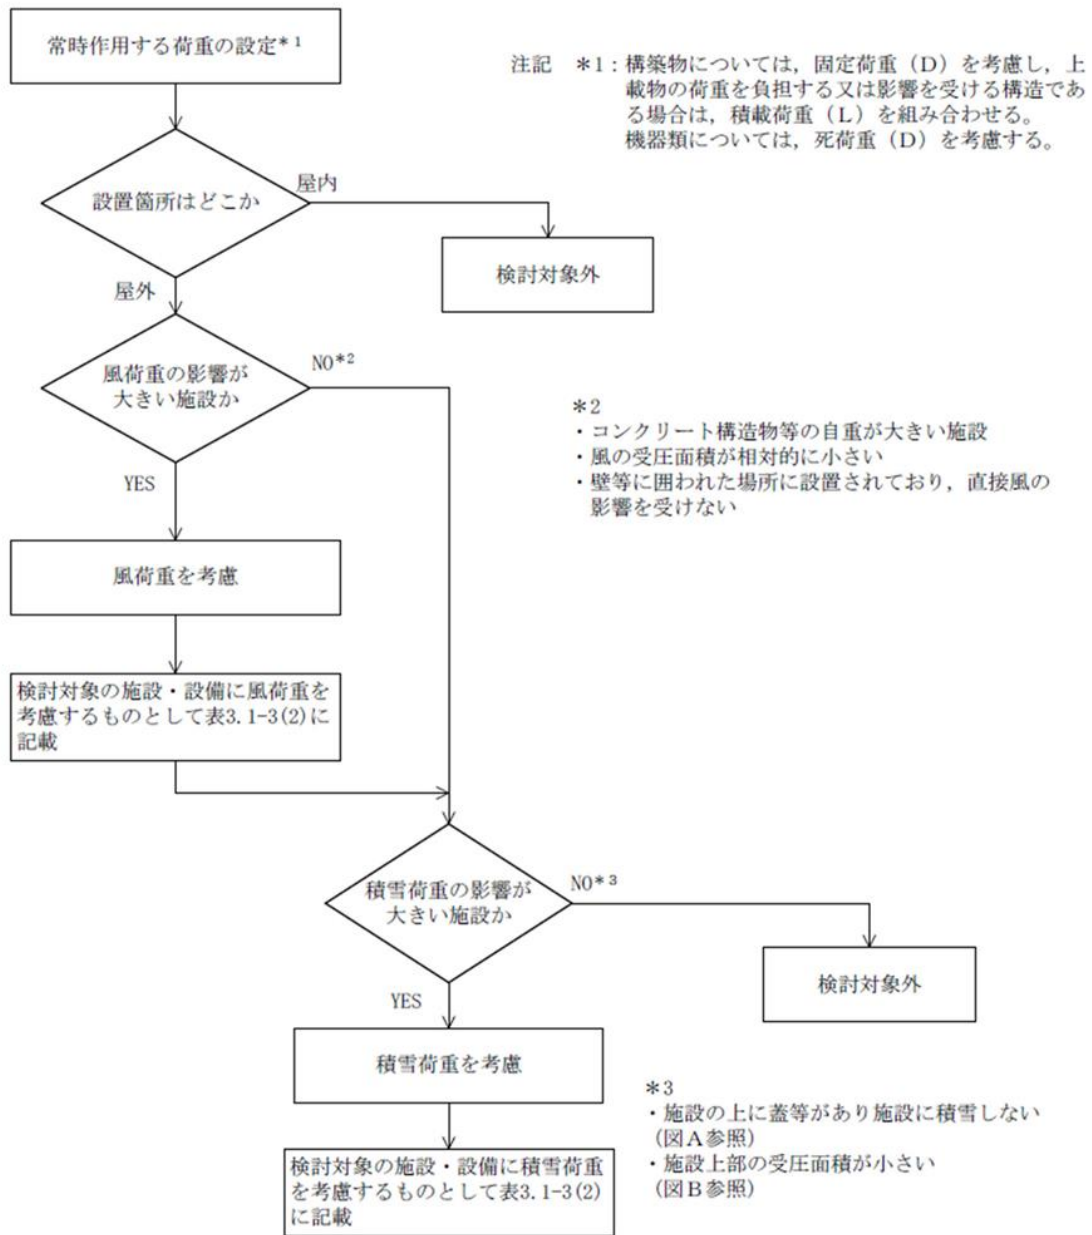 常時作用する荷重の設定*1
注記 *1:構築物については,固定荷重(D)を考慮し,上
載物の荷重を負担する又は影響を受ける構造であ
る場合は,積載荷重(L)を組み合わせる。
機器類については,死荷重(D)を考慮する。
設置箇所はどこか
屋内
検討対象外
屋外
風荷重の影響が
大きい施設か
NO*2
YES
*2
・コンクリート構造物等の自重が大きい施設
・風の受圧面積が相対的に小さい
・壁等に囲われた場所に設置されており,直接風の
影響を受けない
風荷重を考慮
検討対象の施設・設備に風荷重を
考慮するものとして表3.1-3(2)に
記載
積雪荷重の影響が
大きい施設か
NO*3
検討対象外
YES
積雪荷重を考慮
*3
・施設の上に蓋等があり施設に積雪しない
(図A参照)
・施設上部の受圧面積が小さい
(図B参照)
検討対象の施設・設備に積雪荷重
を考慮するものとして表3.1-3(2)
に記載